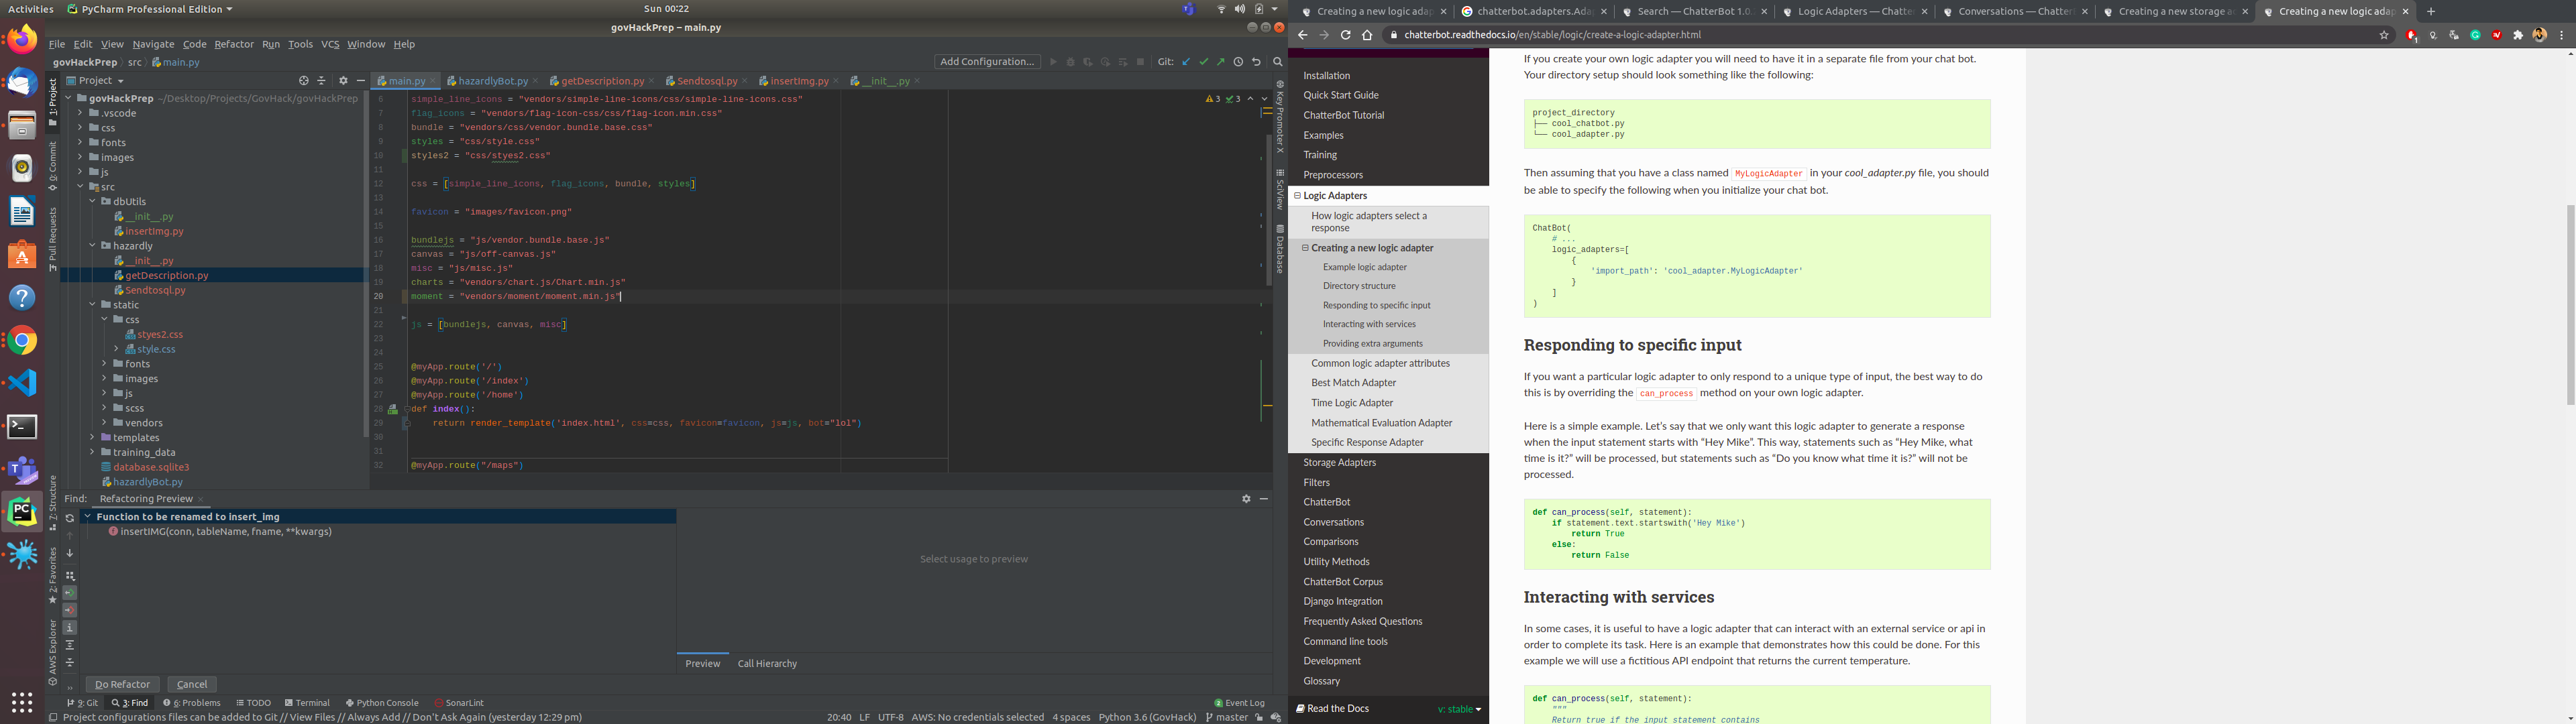 Activities
PyCharm Professional Edition
Sun 00:22
govHackPrep – main.py
File Edit View Navigate Code Refactor Run Tools VCS Window Help
govHackPrep src main.py
Add Configuration...
Git:
Project
main.py hazardlyBot.py getDescription.py Sendtosql.py insertImg.py __init__.py
1: Project
0: Commit
Pull Requests
7: Structure
2: Favorites
AWS Explorer
govHackPrep ~/Desktop/Projects/GovHack/govHackPrep
.vscode
css
fonts
images
js
src
dbUtils
__init__.py
insertImg.py
hazardly
__init__.py
getDescription.py
Sendtosql.py
static
css
styes2.css
style.css
fonts
images
js
scss
vendors
templates
training_data
database.sqlite3
hazardlyBot.py
3 3
6 simple_line_icons = "vendors/simple-line-icons/css/simple-line-icons.css"
7 flag_icons = "vendors/flag-icon-css/css/flag-icon.min.css"
8 bundle = "vendors/css/vendor.bundle.base.css"
9 styles = "css/style.css"
10 styles2 = "css/styes2.css"
11
12 css = [simple_line_icons, flag_icons, bundle, styles]
13
14 favicon = "images/favicon.png"
15
16 bundlejs = "js/vendor.bundle.base.js"
17 canvas = "js/off-canvas.js"
18 misc = "js/misc.js"
19 charts = "vendors/chart.js/Chart.min.js"
20 moment = "vendors/moment/moment.min.js"
21
22 js = [bundlejs, canvas, misc]
23
24
25 @myApp.route('/')
26 @myApp.route('/index')
27 @myApp.route('/home')
28 def index():
29 return render_template('index.html', css=css, favicon=favicon, js=js, bot="lol")
30
31
32 @myApp.route("/maps")
Key Promoter X
SciView
Database
Find: Refactoring Preview
Function to be renamed to insert_img
insertIMG(conn, tableName, fname, **kwargs)
Select usage to preview
Preview Call Hierarchy
Do Refactor Cancel
9: Git 3: Find 6: Problems TODO Terminal Python Console SonarLint
2 Event Log
Project configurations files can be added to Git // View Files // Always Add // Don't Ask Again (yesterday 12:29 pm)
20:40 LF UTF-8 AWS: No credentials selected 4 spaces Python 3.6 (GovHack) master
Creating a new logic adap
chatterbot.adapters.Ada
Search — ChatterBot 1.0.
Logic Adapters — Chatter
Conversations — Chatter
Creating a new storage a
Creating a new logic adap
chatterbot.readthedocs.io/en/stable/logic/create-a-logic-adapter.html
Installation
Quick Start Guide
ChatterBot Tutorial
Examples
Training
Preprocessors
Logic Adapters
How logic adapters select a
response
Creating a new logic adapter
Example logic adapter
Directory structure
Responding to specific input
Interacting with services
Providing extra arguments
Common logic adapter attributes
Best Match Adapter
Time Logic Adapter
Mathematical Evaluation Adapter
Specific Response Adapter
Storage Adapters
Filters
ChatterBot
Conversations
Comparisons
Utility Methods
ChatterBot Corpus
Django Integration
Frequently Asked Questions
Command line tools
Development
Glossary
Read the Docs
v: stable
If you create your own logic adapter you will need to have it in a separate file from your chat bot.
Your directory setup should look something like the following:
project_directory
├── cool_chatbot.py
└── cool_adapter.py
Then assuming that you have a class named MyLogicAdapter in your cool_adapter.py file, you should
be able to specify the following when you initialize your chat bot.
ChatBot(
# ...
logic_adapters=[
{
'import_path': 'cool_adapter.MyLogicAdapter'
}
]
)
Responding to specific input
If you want a particular logic adapter to only respond to a unique type of input, the best way to do
this is by overriding the can_process method on your own logic adapter.
Here is a simple example. Let's say that we only want this logic adapter to generate a response
when the input statement starts with “Hey Mike”. This way, statements such as “Hey Mike, what
time is it?” will be processed, but statements such as “Do you know what time it is?” will not be
processed.
def can_process(self, statement):
if statement.text.startswith('Hey Mike')
return True
else:
return False
Interacting with services
In some cases, it is useful to have a logic adapter that can interact with an external service or api in
order to complete its task. Here is an example that demonstrates how this could be done. For this
example we will use a fictitious API endpoint that returns the current temperature.
def can_process(self, statement):
"""
Return true if the input statement contains